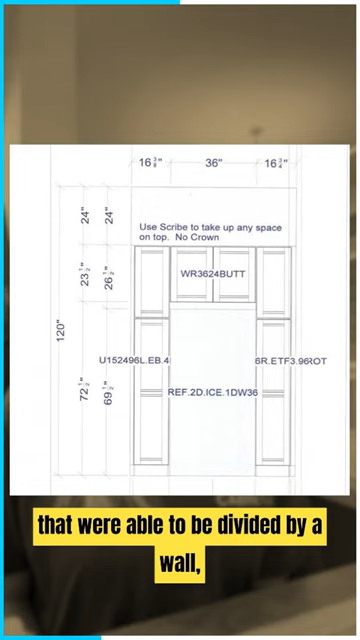 16 3/8" 36" 16 3/4"
24" 24"
Use Scribe to take up any space
on top. No Crown
23 1/2" 26 1/2"
WR3624BUTT
120"
U152496L.EB.4 6R.ETF3.96ROT
72 1/2" 69 1/2"
REF.2D.ICE.1DW36
that were able to be divided by a
wall,